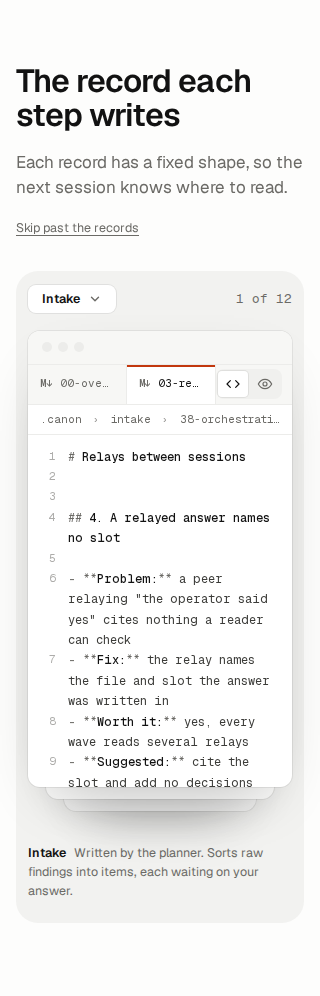 The record each
step writes
Each record has a fixed shape, so the
next session knows where to read.
Skip past the records
Intake
1 of 12
M↓ 00-ove…
M↓ 03-re…
.canon › intake › 38-orchestrati…
1 # Relays between sessions
2
3
4 ## 4. A relayed answer names
no slot
5
6 - **Problem:** a peer
relaying "the operator said
yes" cites nothing a reader
can check
7 - **Fix:** the relay names
the file and slot the answer
was written in
8 - **Worth it:** yes, every
wave reads several relays
9 - **Suggested:** cite the
slot and add no decisions
Intake Written by the planner. Sorts raw
findings into items, each waiting on your
answer.